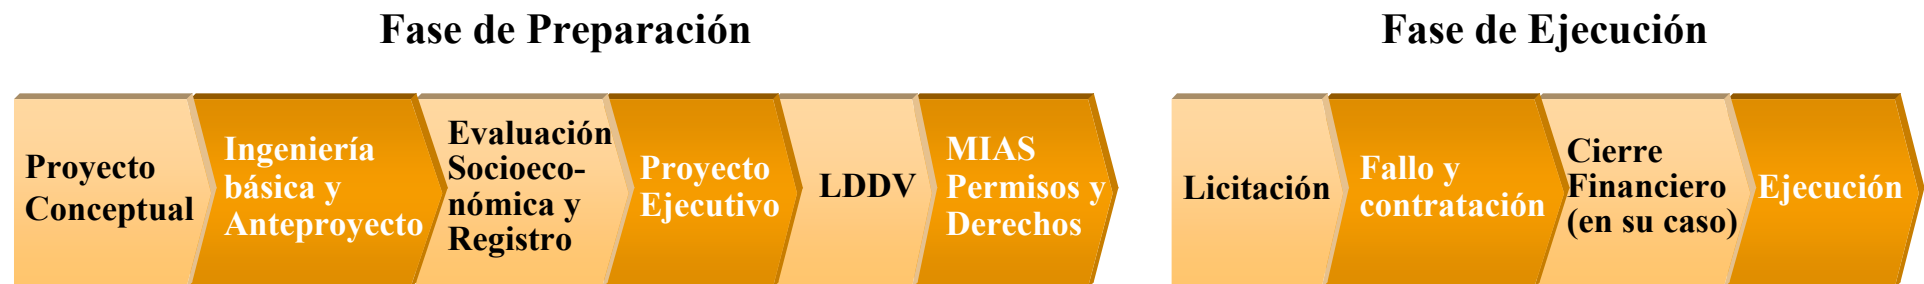 Fase de Preparación
Fase de Ejecución
Proyecto
Conceptual
Ingeniería
básica y
Anteproyecto
Evaluación
Socioeco-
nómica y
Registro
Proyecto
Ejecutivo
LDDV
MIAS
Permisos y
Derechos
Licitación
Fallo y
contratación
Cierre
Financiero
(en su caso)
Ejecución